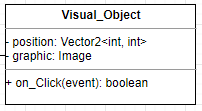 Visual_Object
- position: Vector2<int, int>
- graphic: Image
+ on_Click(event): boolean